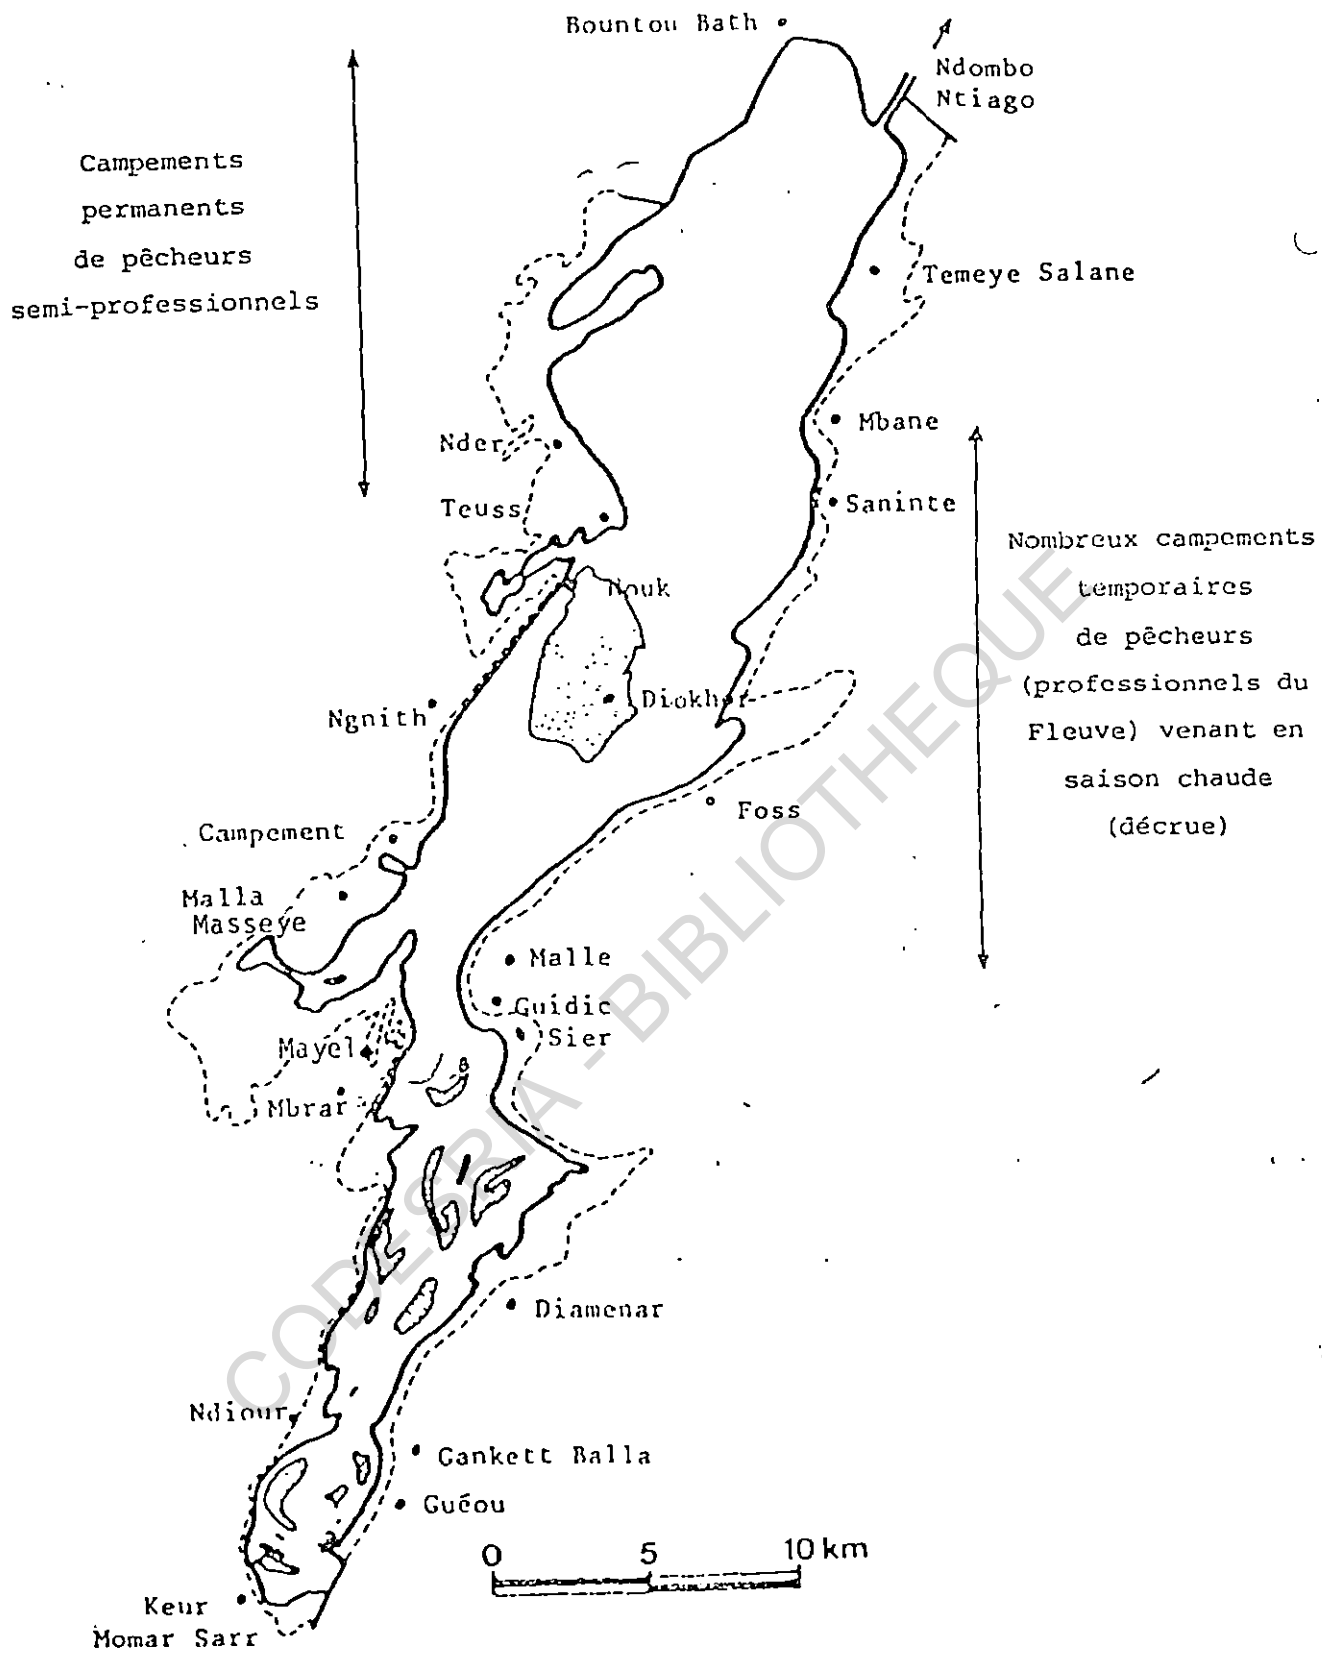 Bountou Bath
Ndombo
Ntiago
Campements
permanents
de pêcheurs
semi-professionnels
Temeye Salane
Mbane
Nder
Saninte
Teuss
Nombreux campements
temporaires
de pêcheurs
(professionnels du
Fleuve) venant en
saison chaude
(décrue)
Nouk
Diokhor
Ngnith
Foss
Campement
Malla
Masseye
Malle
Guidic
Sier
Mayel
Mbrar
Diamenar
Ndiour
Gankett Balla
Guéou
0 5 10 km
Keur
Momar Sarr
CODESRIA - BIBLIOTHEQUE